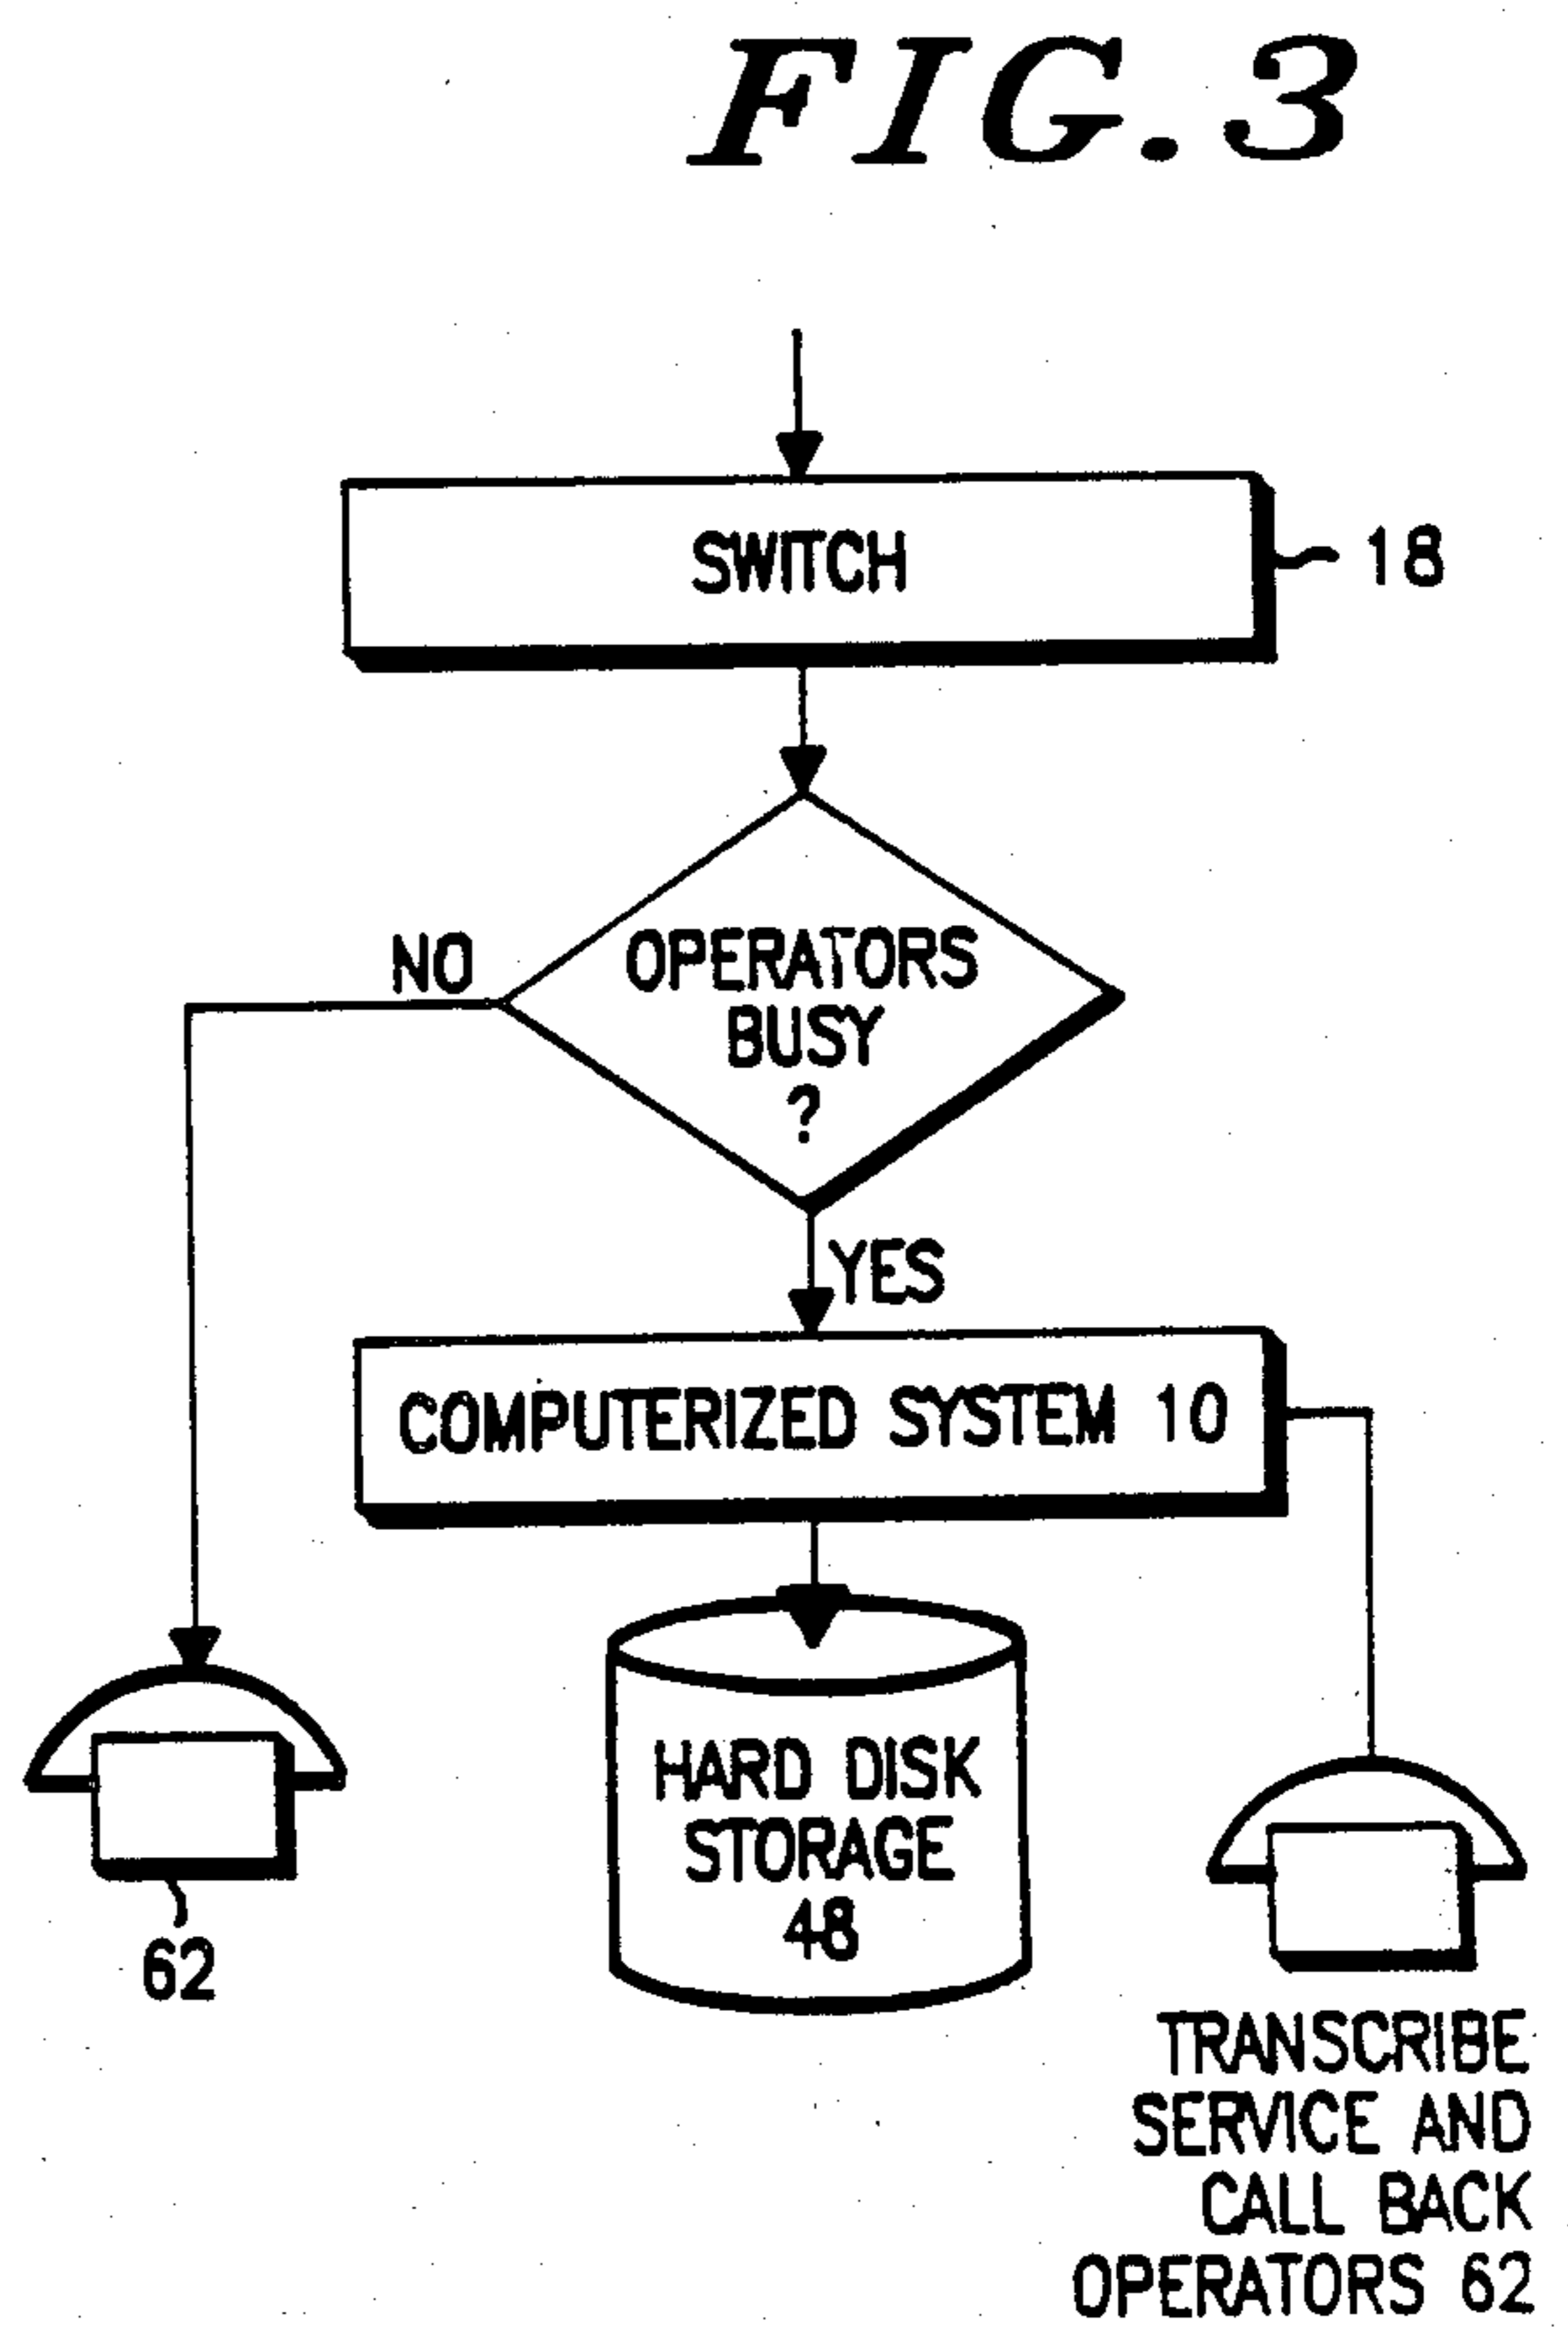 FIG. 3
SWITCH
18
NO
OPERATORS
BUSY
?
YES
COMPUTERIZED SYSTEM 10
HARD DISK
STORAGE
48
62
TRANSCRIBE
SERVICE AND
CALL BACK
OPERATORS 62